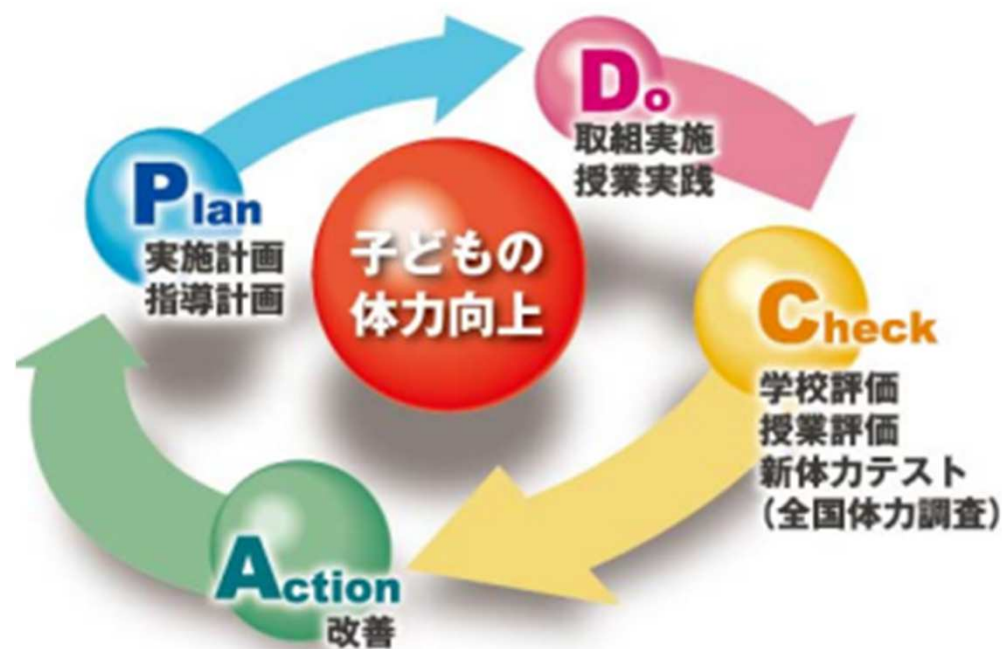 Plan
実施計画
指導計画
Do
取組実施
授業実践
子どもの
体力向上
Check
学校評価
授業評価
新体力テスト
(全国体力調査)
Action
改善